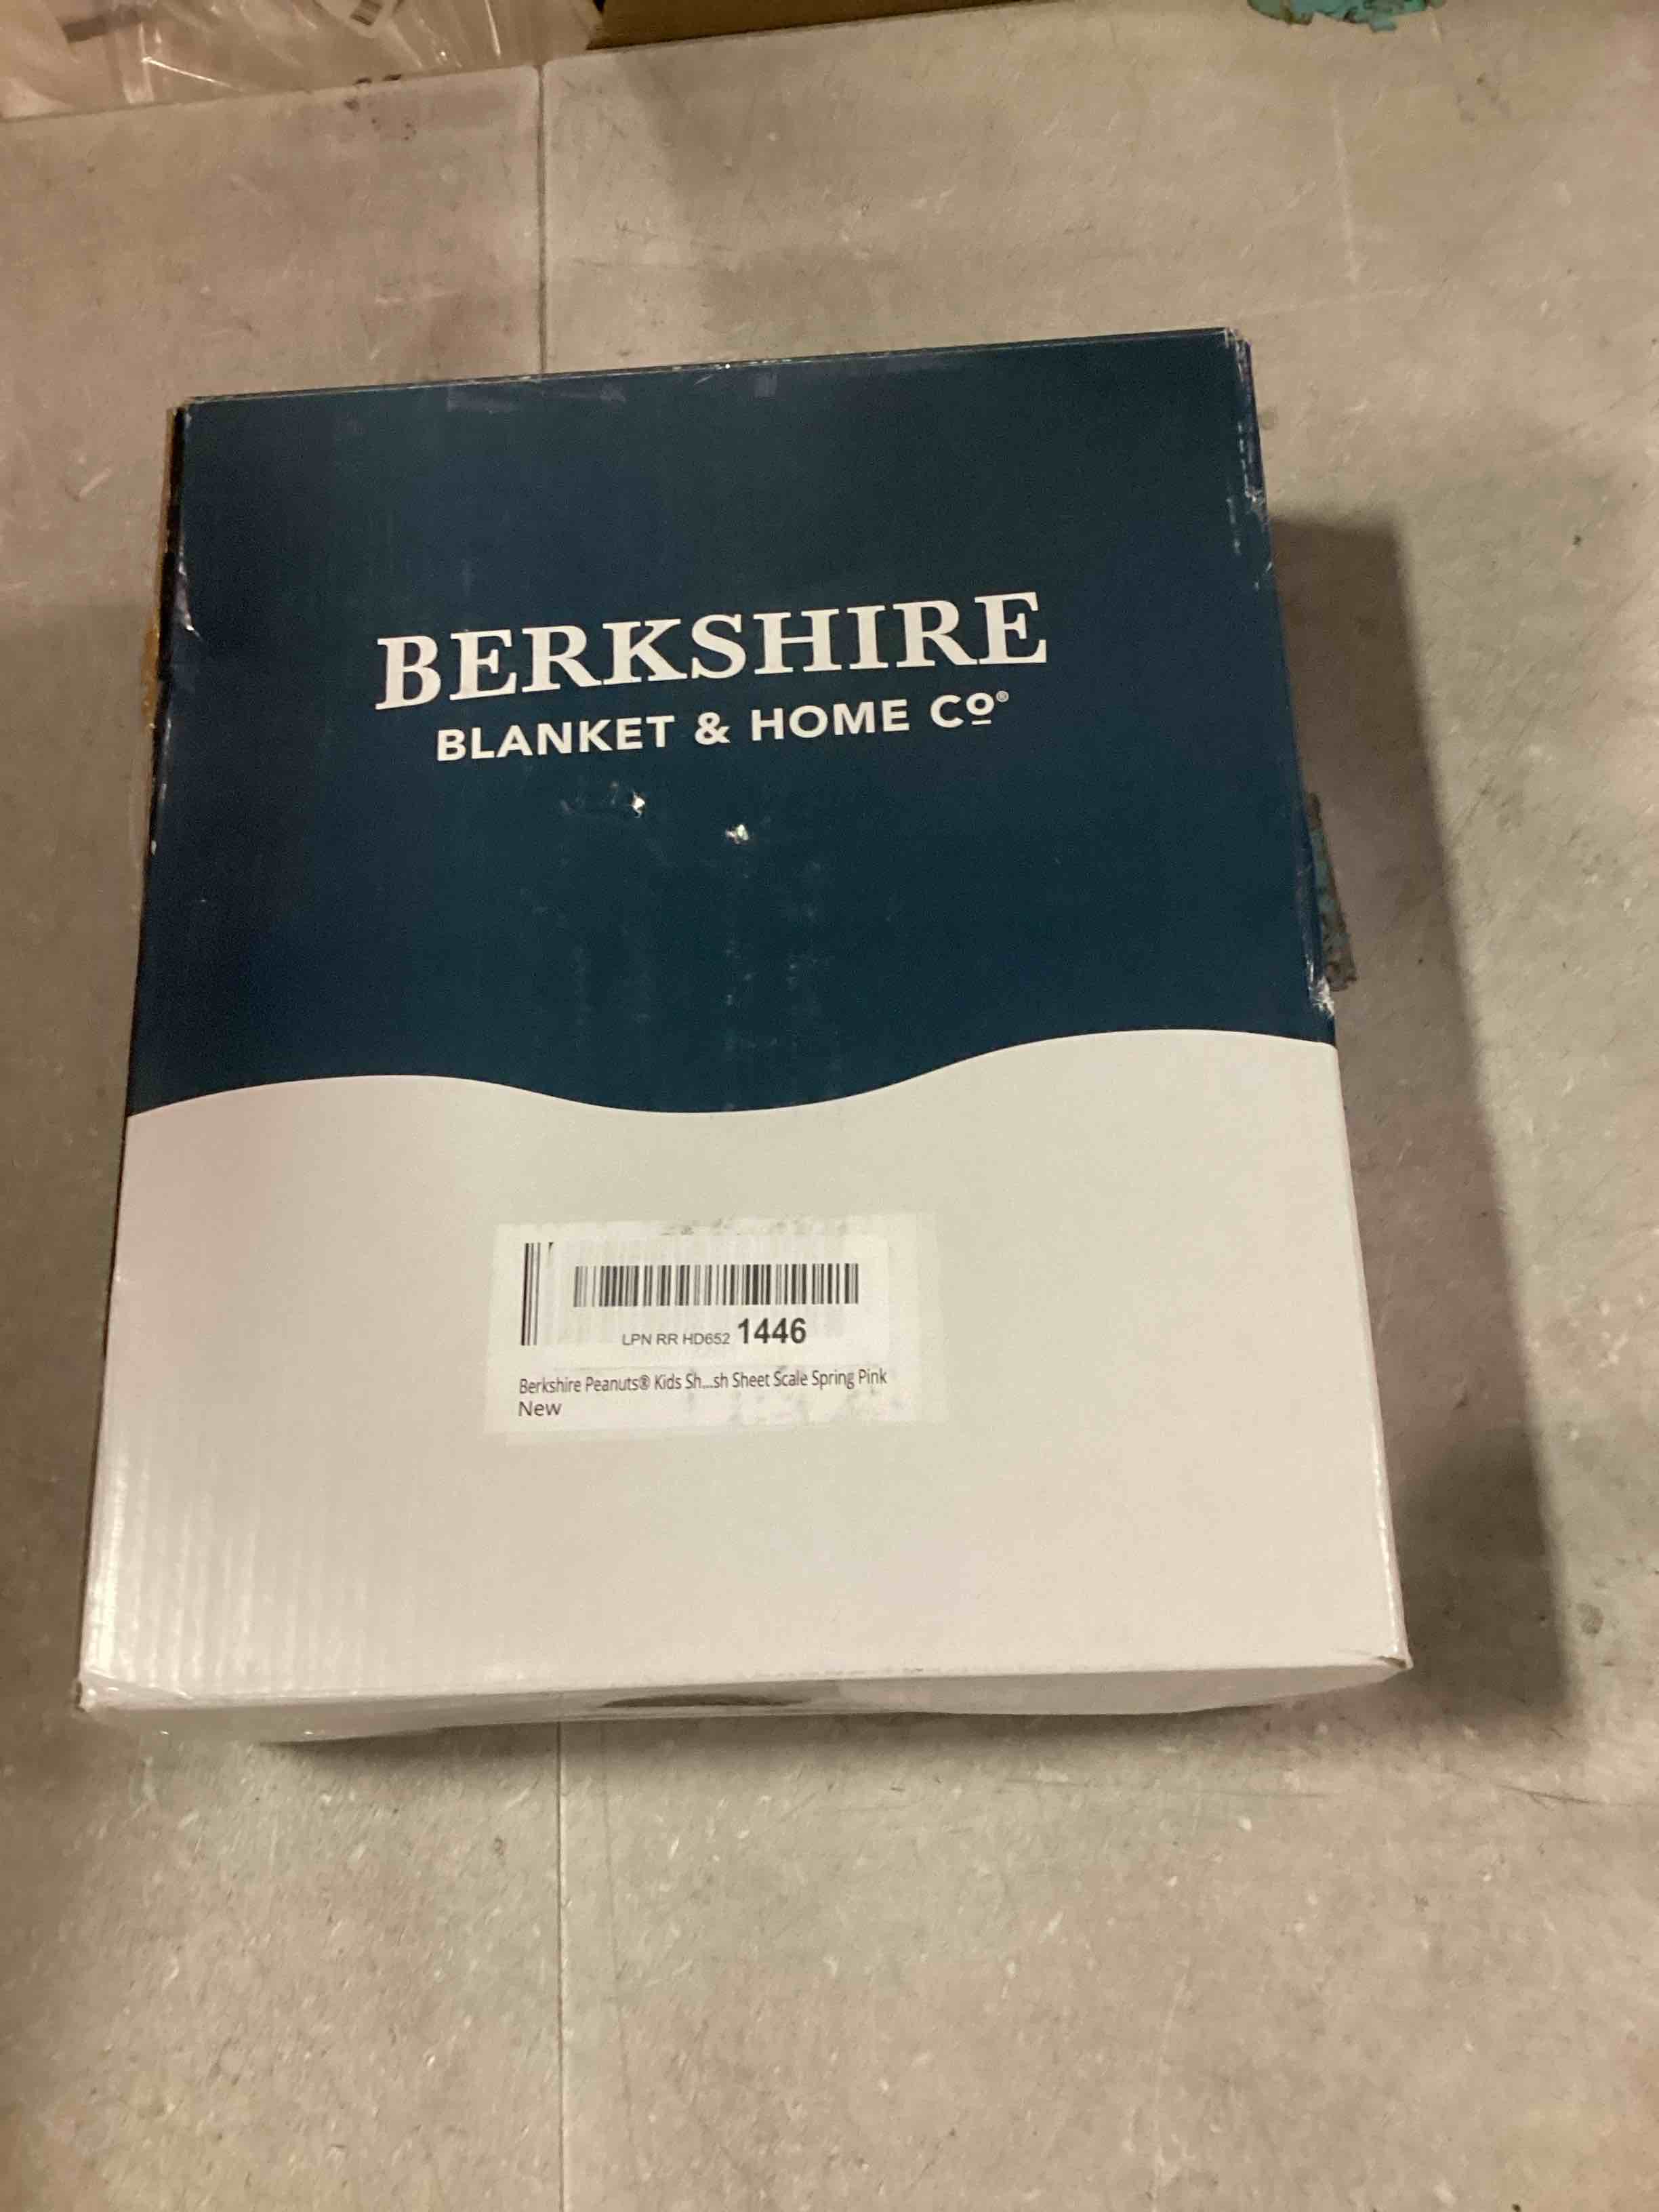 BERKSHIRE
BLANKET & HOME Cº®
LPN RR HD652 1446
Berkshire Peanuts® Kids Sh...sh Sheet Scale Spring Pink
New